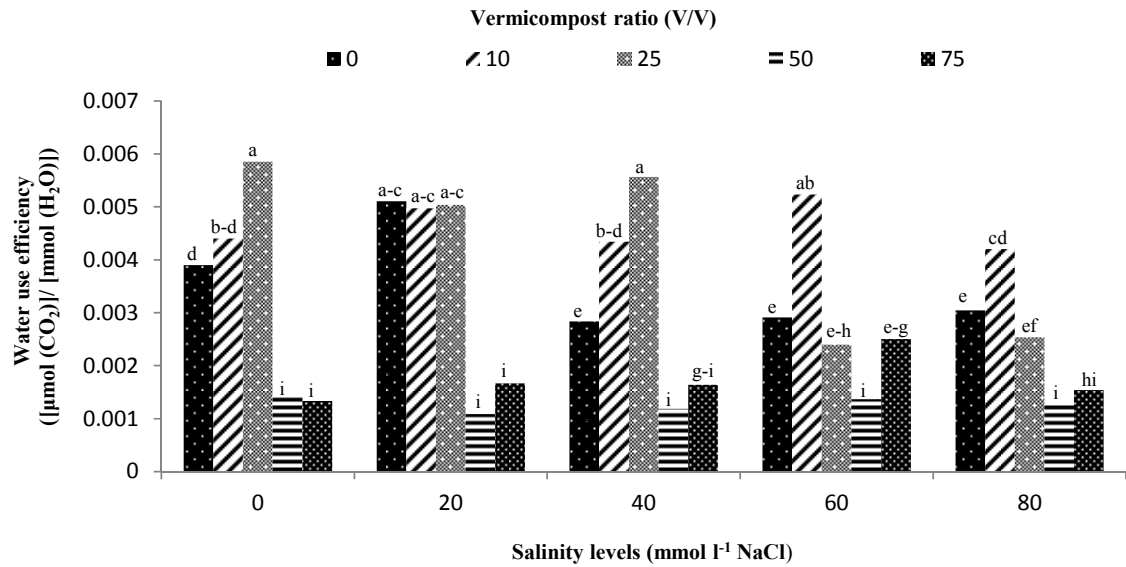 Vermicompost ratio (V/V)
0 10 25 50 75
Water use efficiency
([µmol (CO₂)]/ [mmol (H₂O)])
0.007
0.006
0.005
0.004
0.003
0.002
0.001
0
d b-d a i i
a-c a-c a-c i i
e b-d a i g-i
e ab e-h i e-g
e cd ef i hi
0 20 40 60 80
Salinity levels (mmol l⁻¹ NaCl)